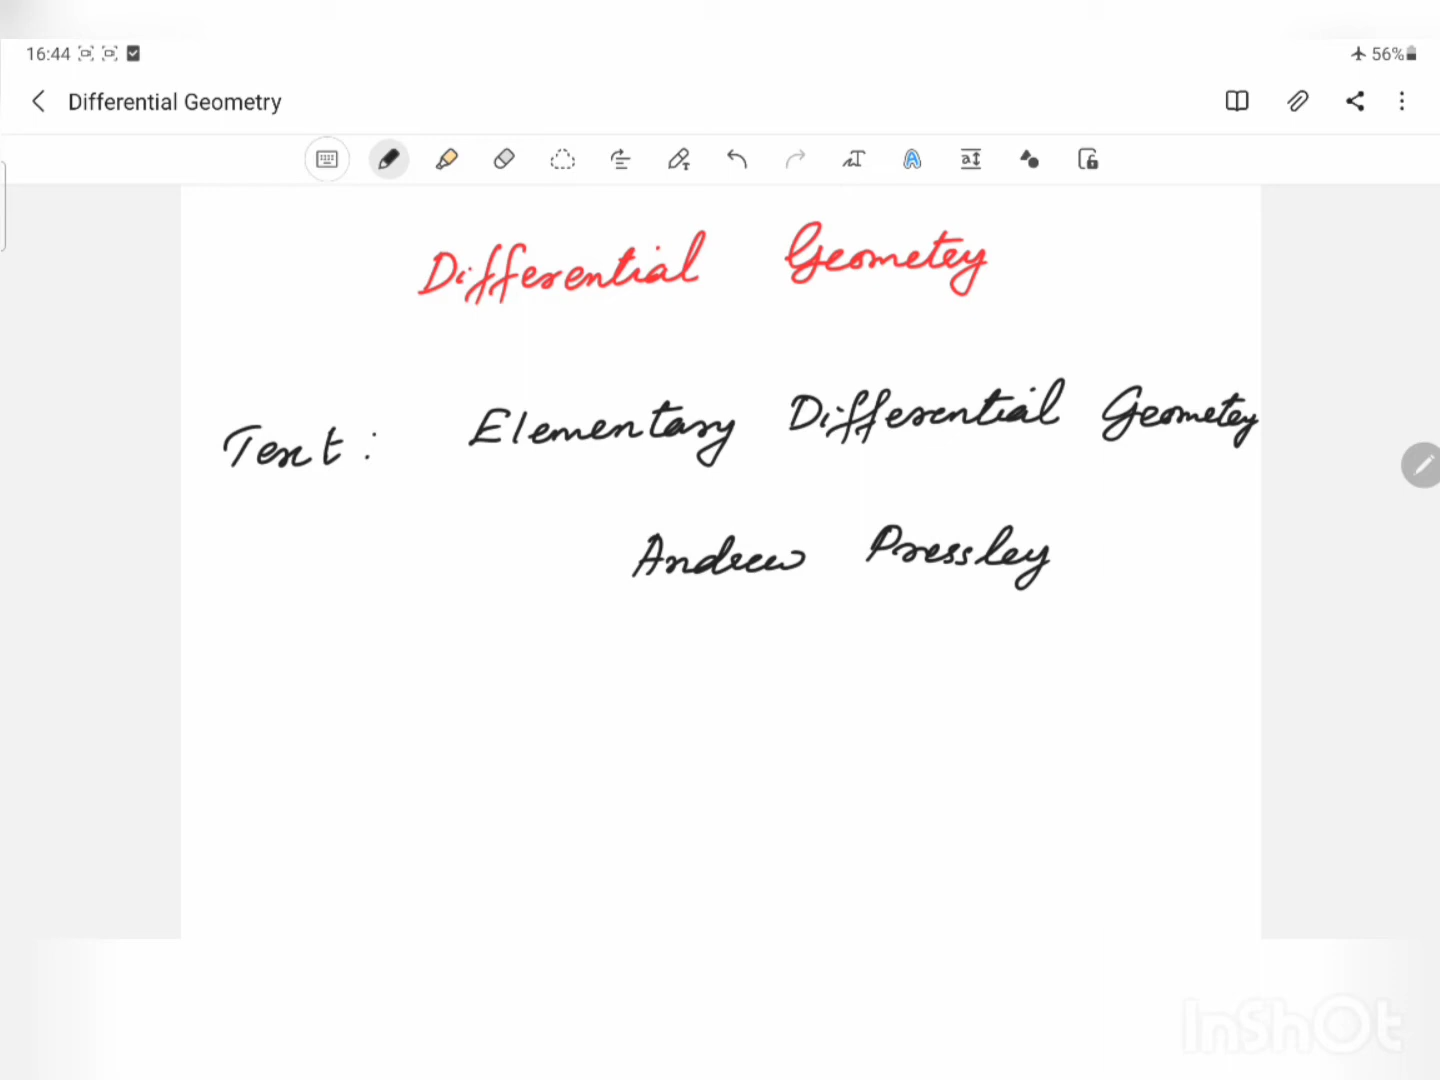 16:44
56%
Differential Geometry
Differential Geometry
Text: Elementary Differential Geometry
Andrew Pressley
InShOt